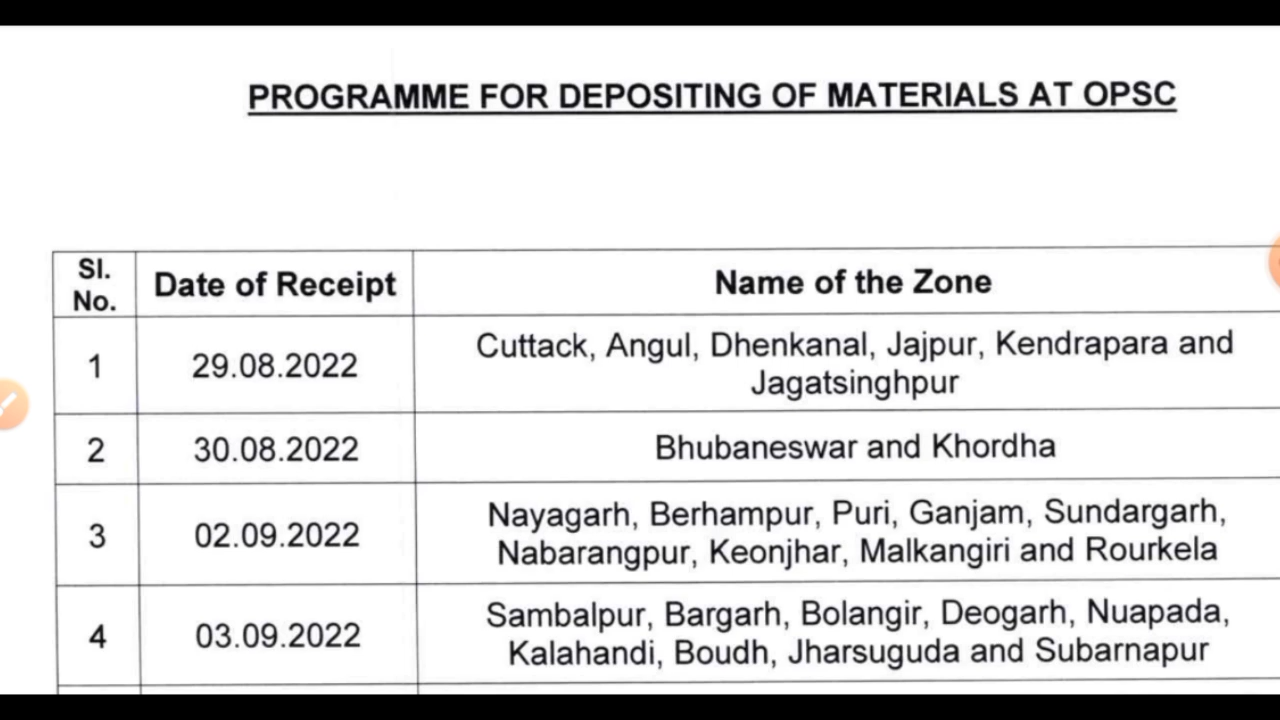 PROGRAMME FOR DEPOSITING OF MATERIALS AT OPSC
Sl.
No.
Date of Receipt
Name of the Zone
1
29.08.2022
Cuttack, Angul, Dhenkanal, Jajpur, Kendrapara and
Jagatsinghpur
2
30.08.2022
Bhubaneswar and Khordha
3
02.09.2022
Nayagarh, Berhampur, Puri, Ganjam, Sundargarh,
Nabarangpur, Keonjhar, Malkangiri and Rourkela
4
03.09.2022
Sambalpur, Bargarh, Bolangir, Deogarh, Nuapada,
Kalahandi, Boudh, Jharsuguda and Subarnapur